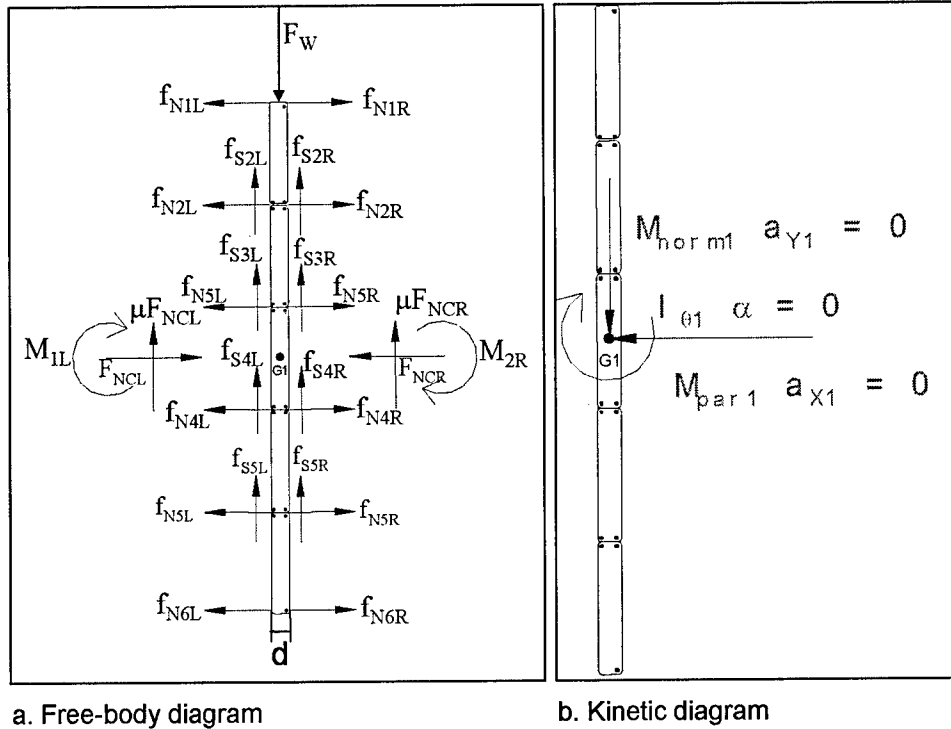 F_W
f_N1L f_N1R
f_S2L f_S2R
f_N2L f_N2R
f_S3L f_S3R
f_N5L f_N5R
μF_NCL μF_NCR
M_1L F_NCL f_S4L G1 f_S4R F_NCR M_2R
f_N4L f_N4R
f_S5L f_S5R
f_N5L f_N5R
f_N6L f_N6R
d
a. Free-body diagram
M_norm1 a_Y1 = 0
I_θ1 α = 0
G1
M_par1 a_X1 = 0
b. Kinetic diagram